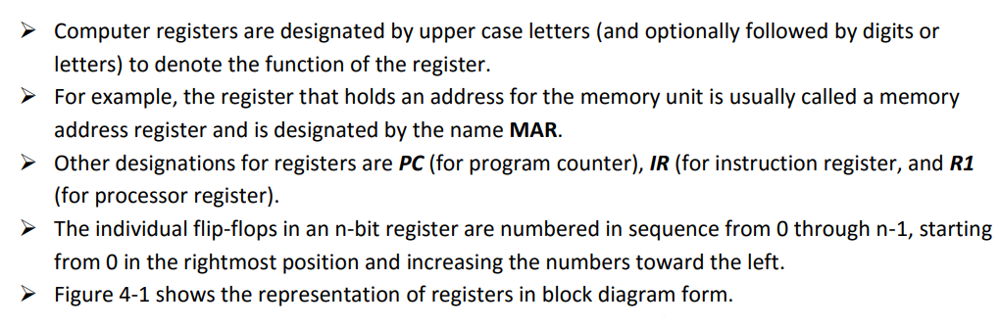 ➢ Computer registers are designated by upper case letters (and optionally followed by digits or
letters) to denote the function of the register.
➢ For example, the register that holds an address for the memory unit is usually called a memory
address register and is designated by the name MAR.
➢ Other designations for registers are PC (for program counter), IR (for instruction register, and R1
(for processor register).
➢ The individual flip-flops in an n-bit register are numbered in sequence from 0 through n-1, starting
from 0 in the rightmost position and increasing the numbers toward the left.
➢ Figure 4-1 shows the representation of registers in block diagram form.